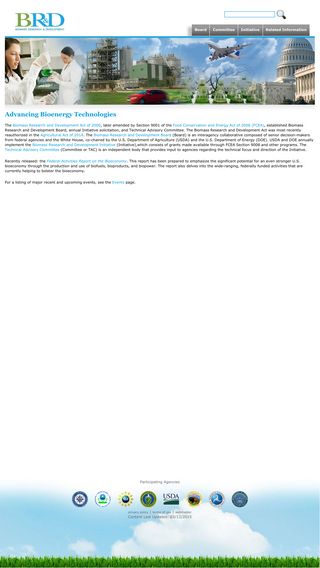 BR&D
BIOMASS RESEARCH & DEVELOPMENT
Board Committee Initiative Related Information
Advancing Bioenergy Technologies
The Biomass Research and Development Act of 2000, later amended by Section 9001 of the Food Conservation and Energy Act of 2008 (FCEA), established Biomass
Research and Development Board, annual Initiative solicitation, and Technical Advisory Committee. The Biomass Research and Development Act was most recently
reauthorized in the Agricultural Act of 2014. The Biomass Research and Development Board (Board) is an interagency collaborative composed of senior decision-makers
from federal agencies and the White House, co-chaired by the U.S. Department of Agriculture (USDA) and the U.S. Department of Energy (DOE). USDA and DOE annually
implement the Biomass Research and Development Initiative (Initiative),which consists of grants made available through FCEA Section 9008 and other programs. The
Technical Advisory Committee (Committee or TAC) is an independent body that provides input to agencies regarding the technical focus and direction of the Initiative.
Recently released: the Federal Activities Report on the Bioeconomy. This report has been prepared to emphasize the significant potential for an even stronger U.S.
bioeconomy through the production and use of biofuels, bioproducts, and biopower. The report also delves into the wide-ranging, federally funded activities that are
currently helping to bolster the bioeconomy.
For a listing of major recent and upcoming events, see the Events page.
Participating Agencies
USDA
privacy policy | terms of use | webmaster
Content Last Updated: